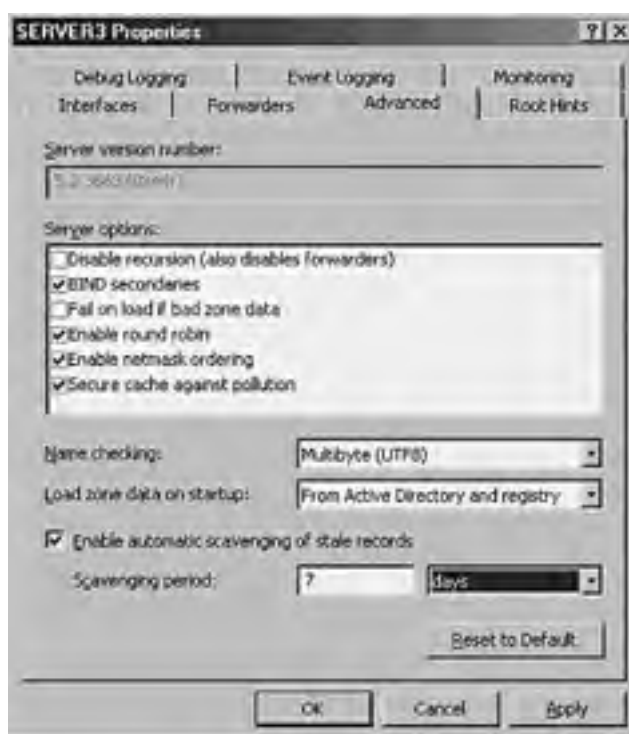 SERVER3 Properties
Debug Logging Event Logging Monitoring
Interfaces Forwarders Advanced Root Hints
Server version number:
Server options:
Disable recursion (also disables forwarders)
BIND secondaries
Fail on load if bad zone data
Enable round robin
Enable netmask ordering
Secure cache against pollution
Name checking: Multibyte (UTF8)
Load zone data on startup: From Active Directory and registry
Enable automatic scavenging of stale records
Scavenging period: 7 days
Reset to Default
OK Cancel Apply